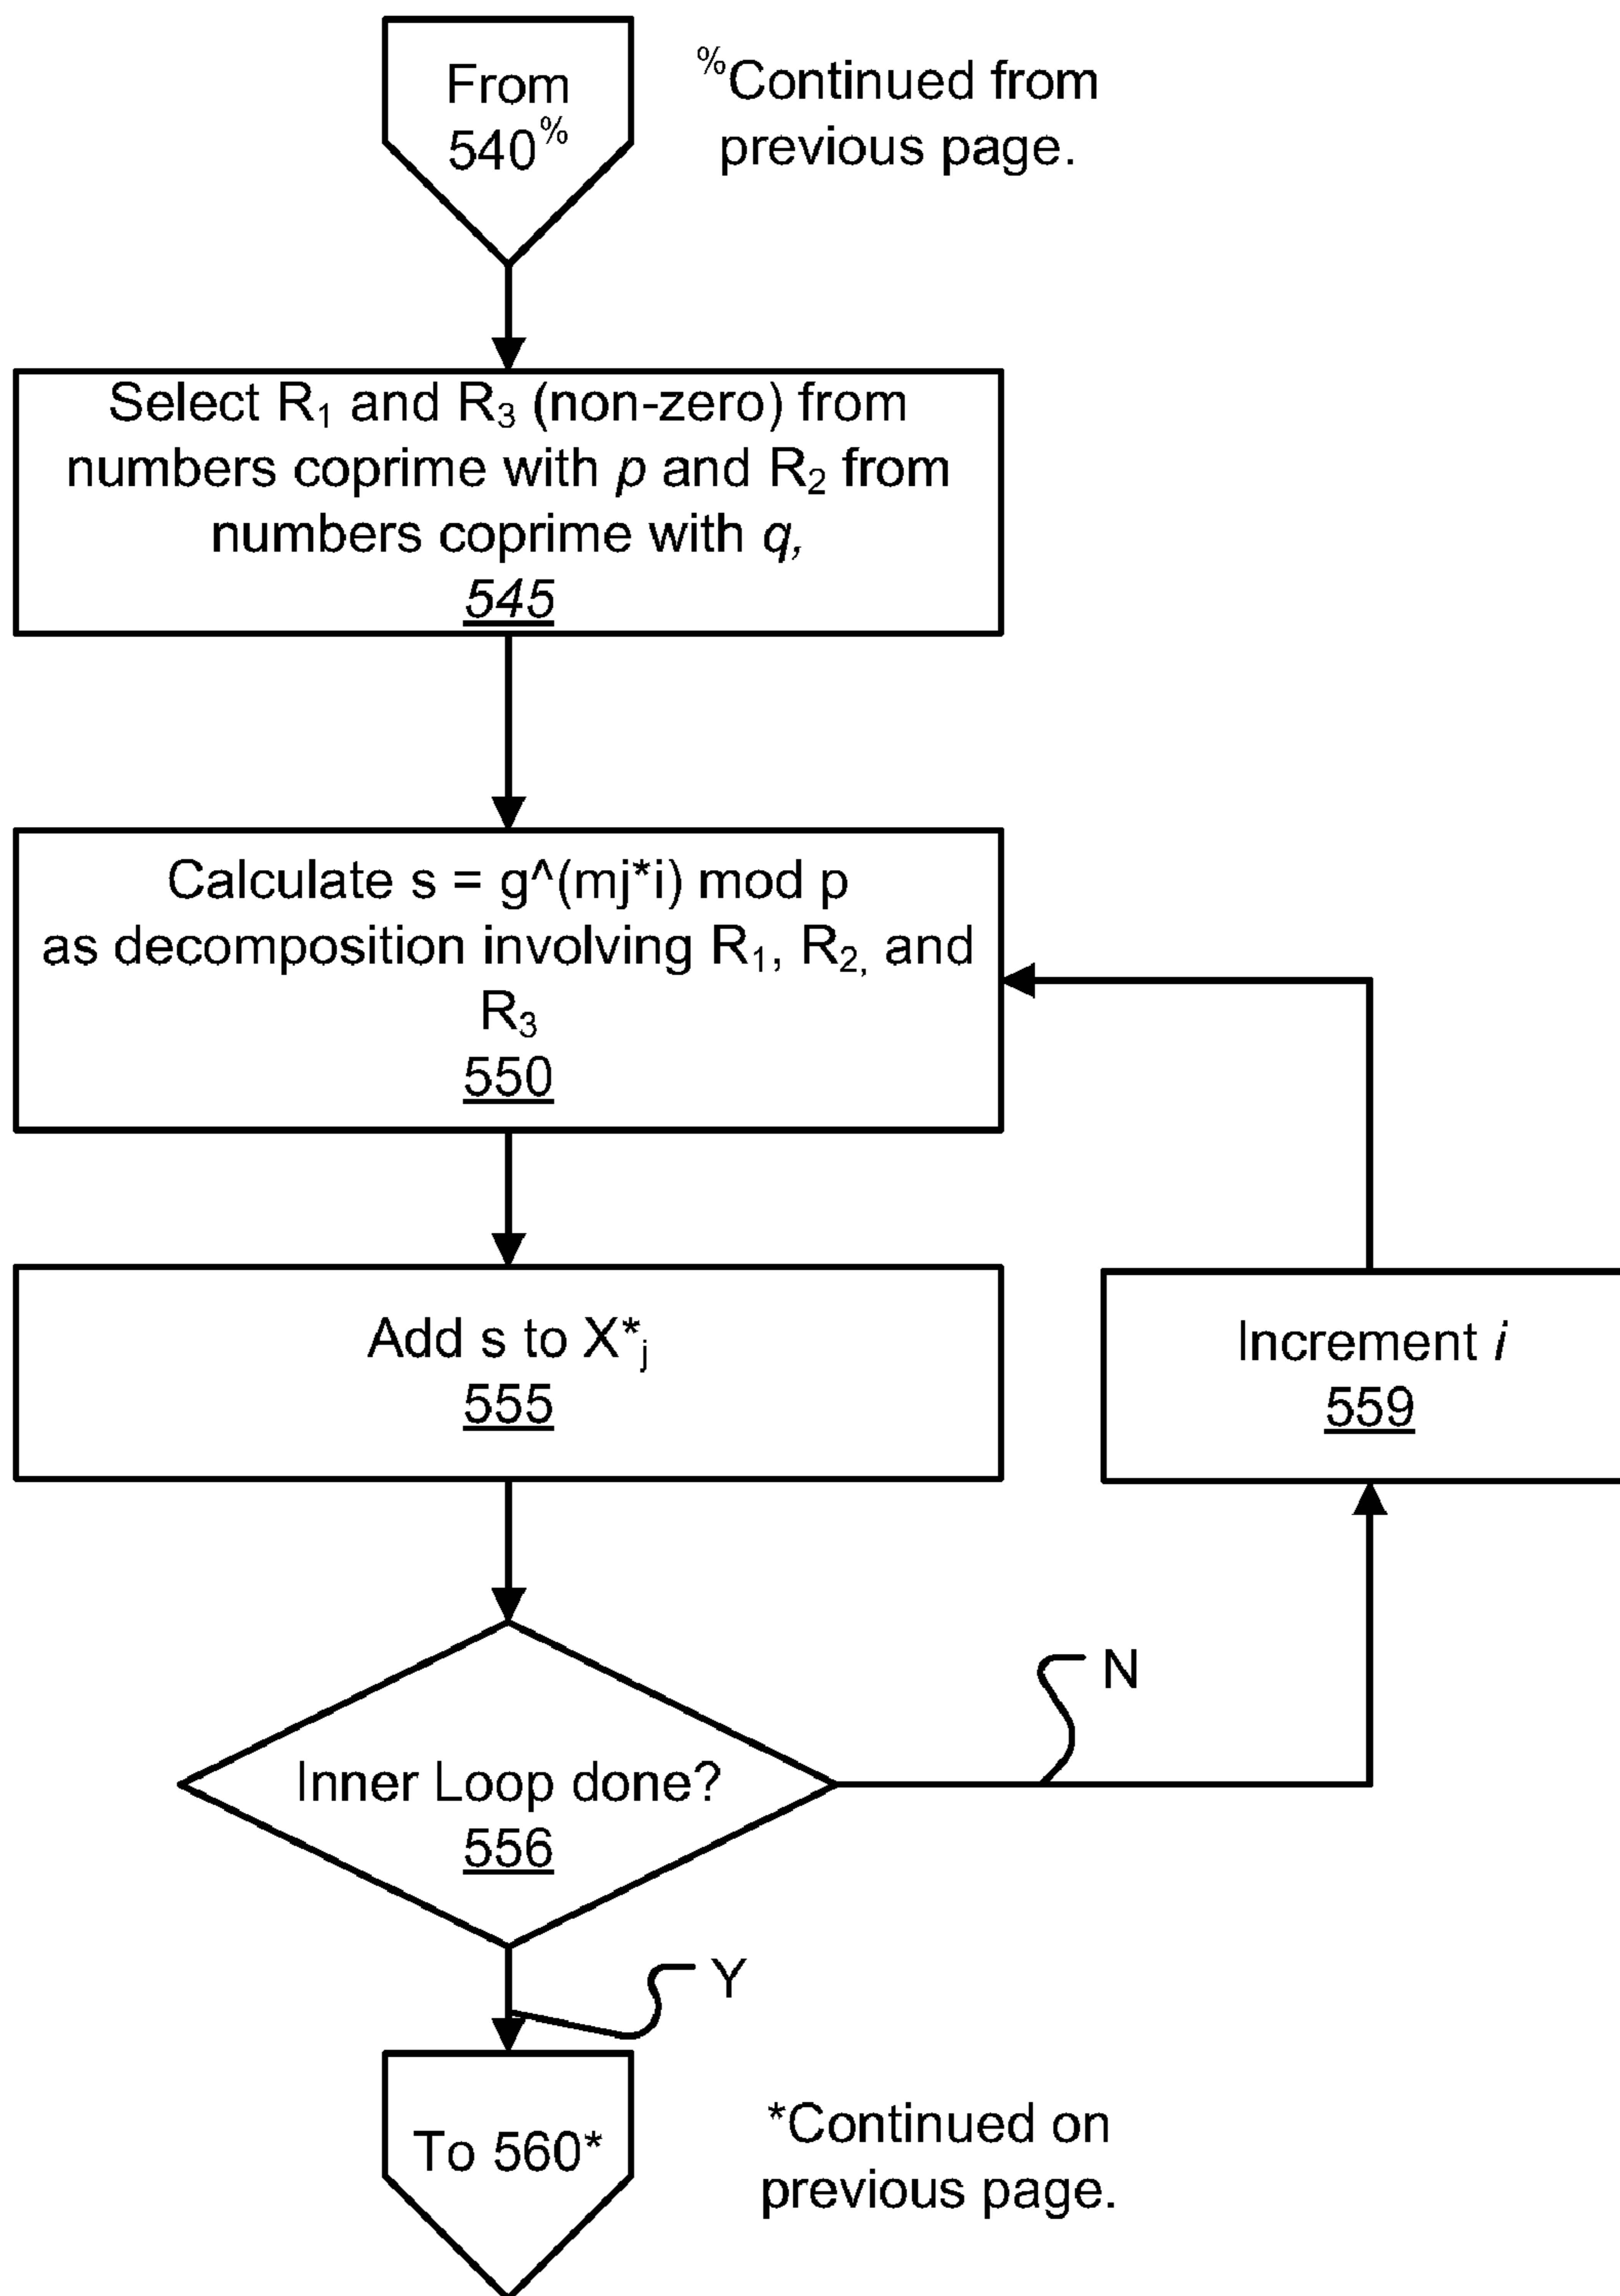 From
540%
%Continued from
previous page.
Select R1 and R3 (non-zero) from
numbers coprime with p and R2 from
numbers coprime with q,
545
Calculate s = g^(mj*i) mod p
as decomposition involving R1, R2, and
R3
550
Add s to X*j
555
Increment i
559
Inner Loop done?
556
N
Y
To 560*
*Continued on
previous page.